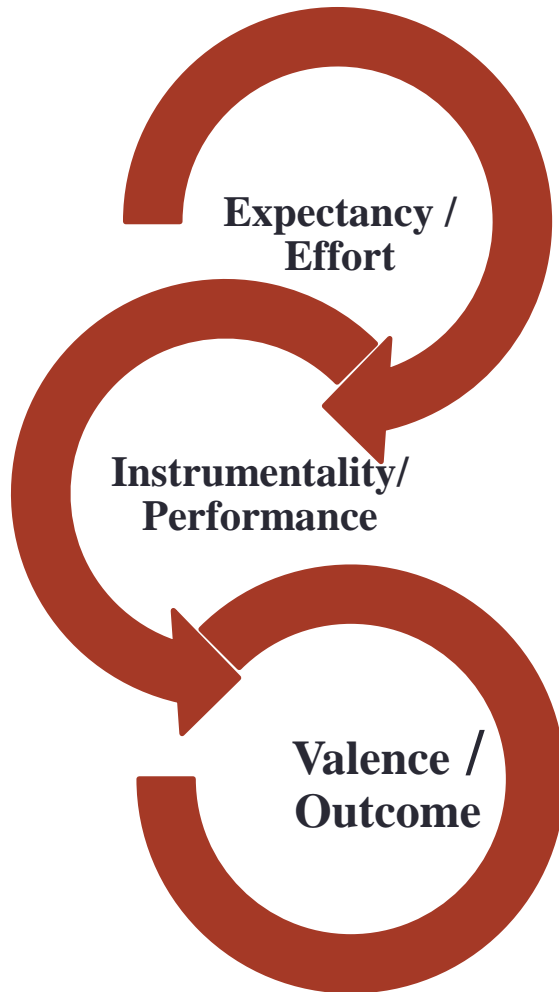 Expectancy /
Effort
Instrumentality/
Performance
Valence /
Outcome